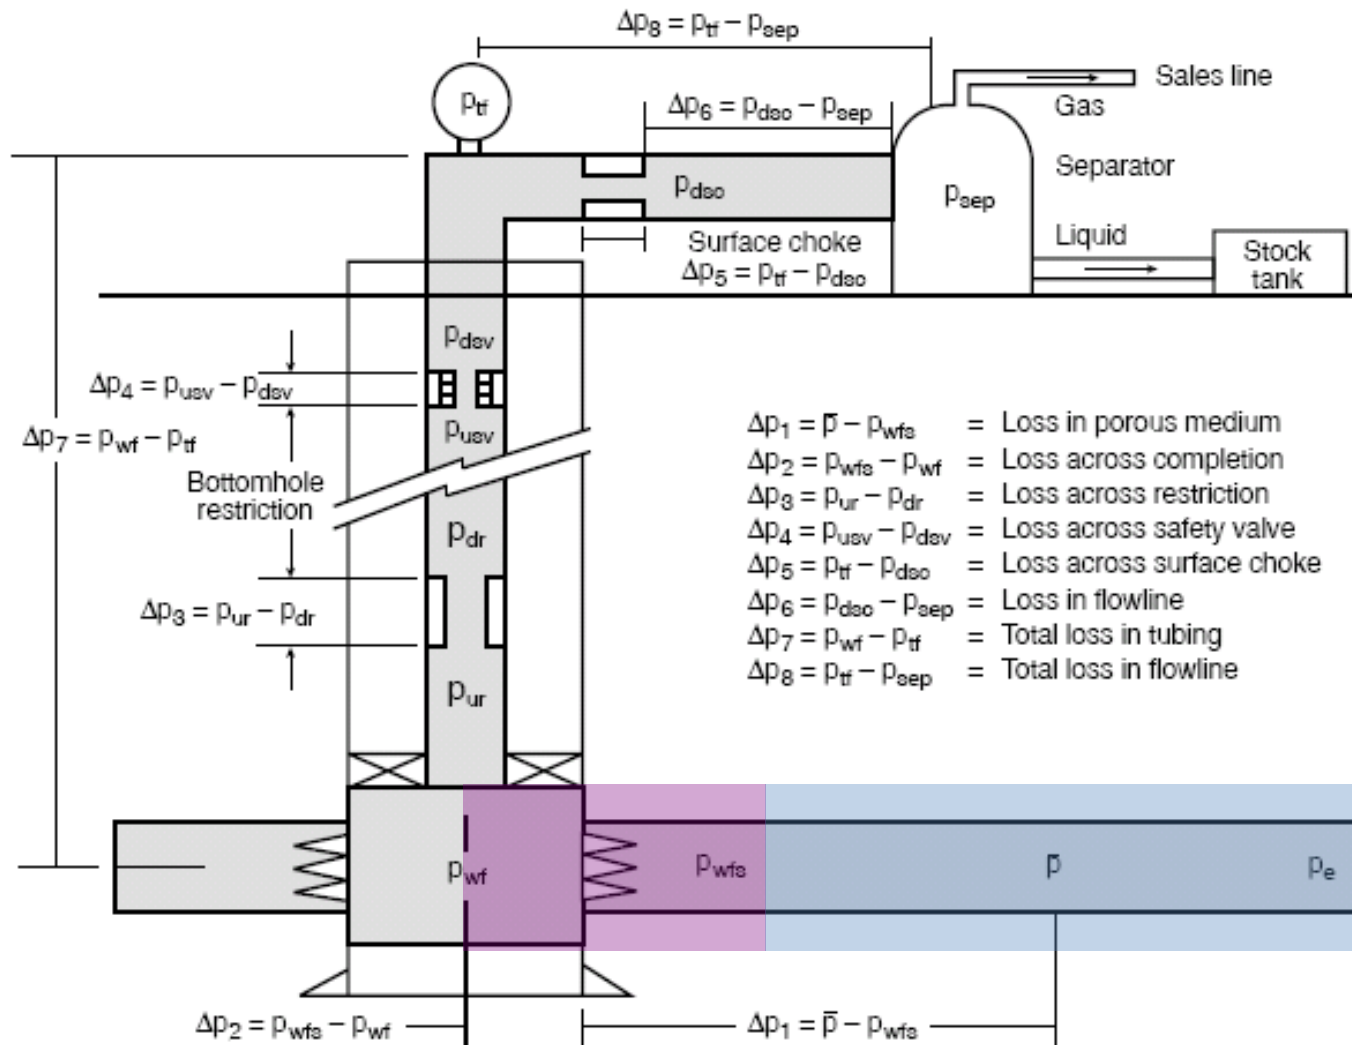 Δp8 = ptf – psep
Sales line
Gas
ptf
Δp6 = pdsc – psep
Separator
pdsc
psep
Liquid
Surface choke
Δp5 = ptf – pdsc
Stock
tank
pdsv
Δp4 = pusv – pdsv
pusv
Δp7 = pwf – ptf
Bottomhole
restriction
pdr
Δp3 = pur – pdr
pur
Δp1 = p̄ – pwfs = Loss in porous medium
Δp2 = pwfs – pwf = Loss across completion
Δp3 = pur – pdr = Loss across restriction
Δp4 = pusv – pdsv = Loss across safety valve
Δp5 = ptf – pdsc = Loss across surface choke
Δp6 = pdsc – psep = Loss in flowline
Δp7 = pwf – ptf = Total loss in tubing
Δp8 = ptf – psep = Total loss in flowline
pwf
pwfs
p̄
pe
Δp2 = pwfs – pwf
Δp1 = p̄ – pwfs